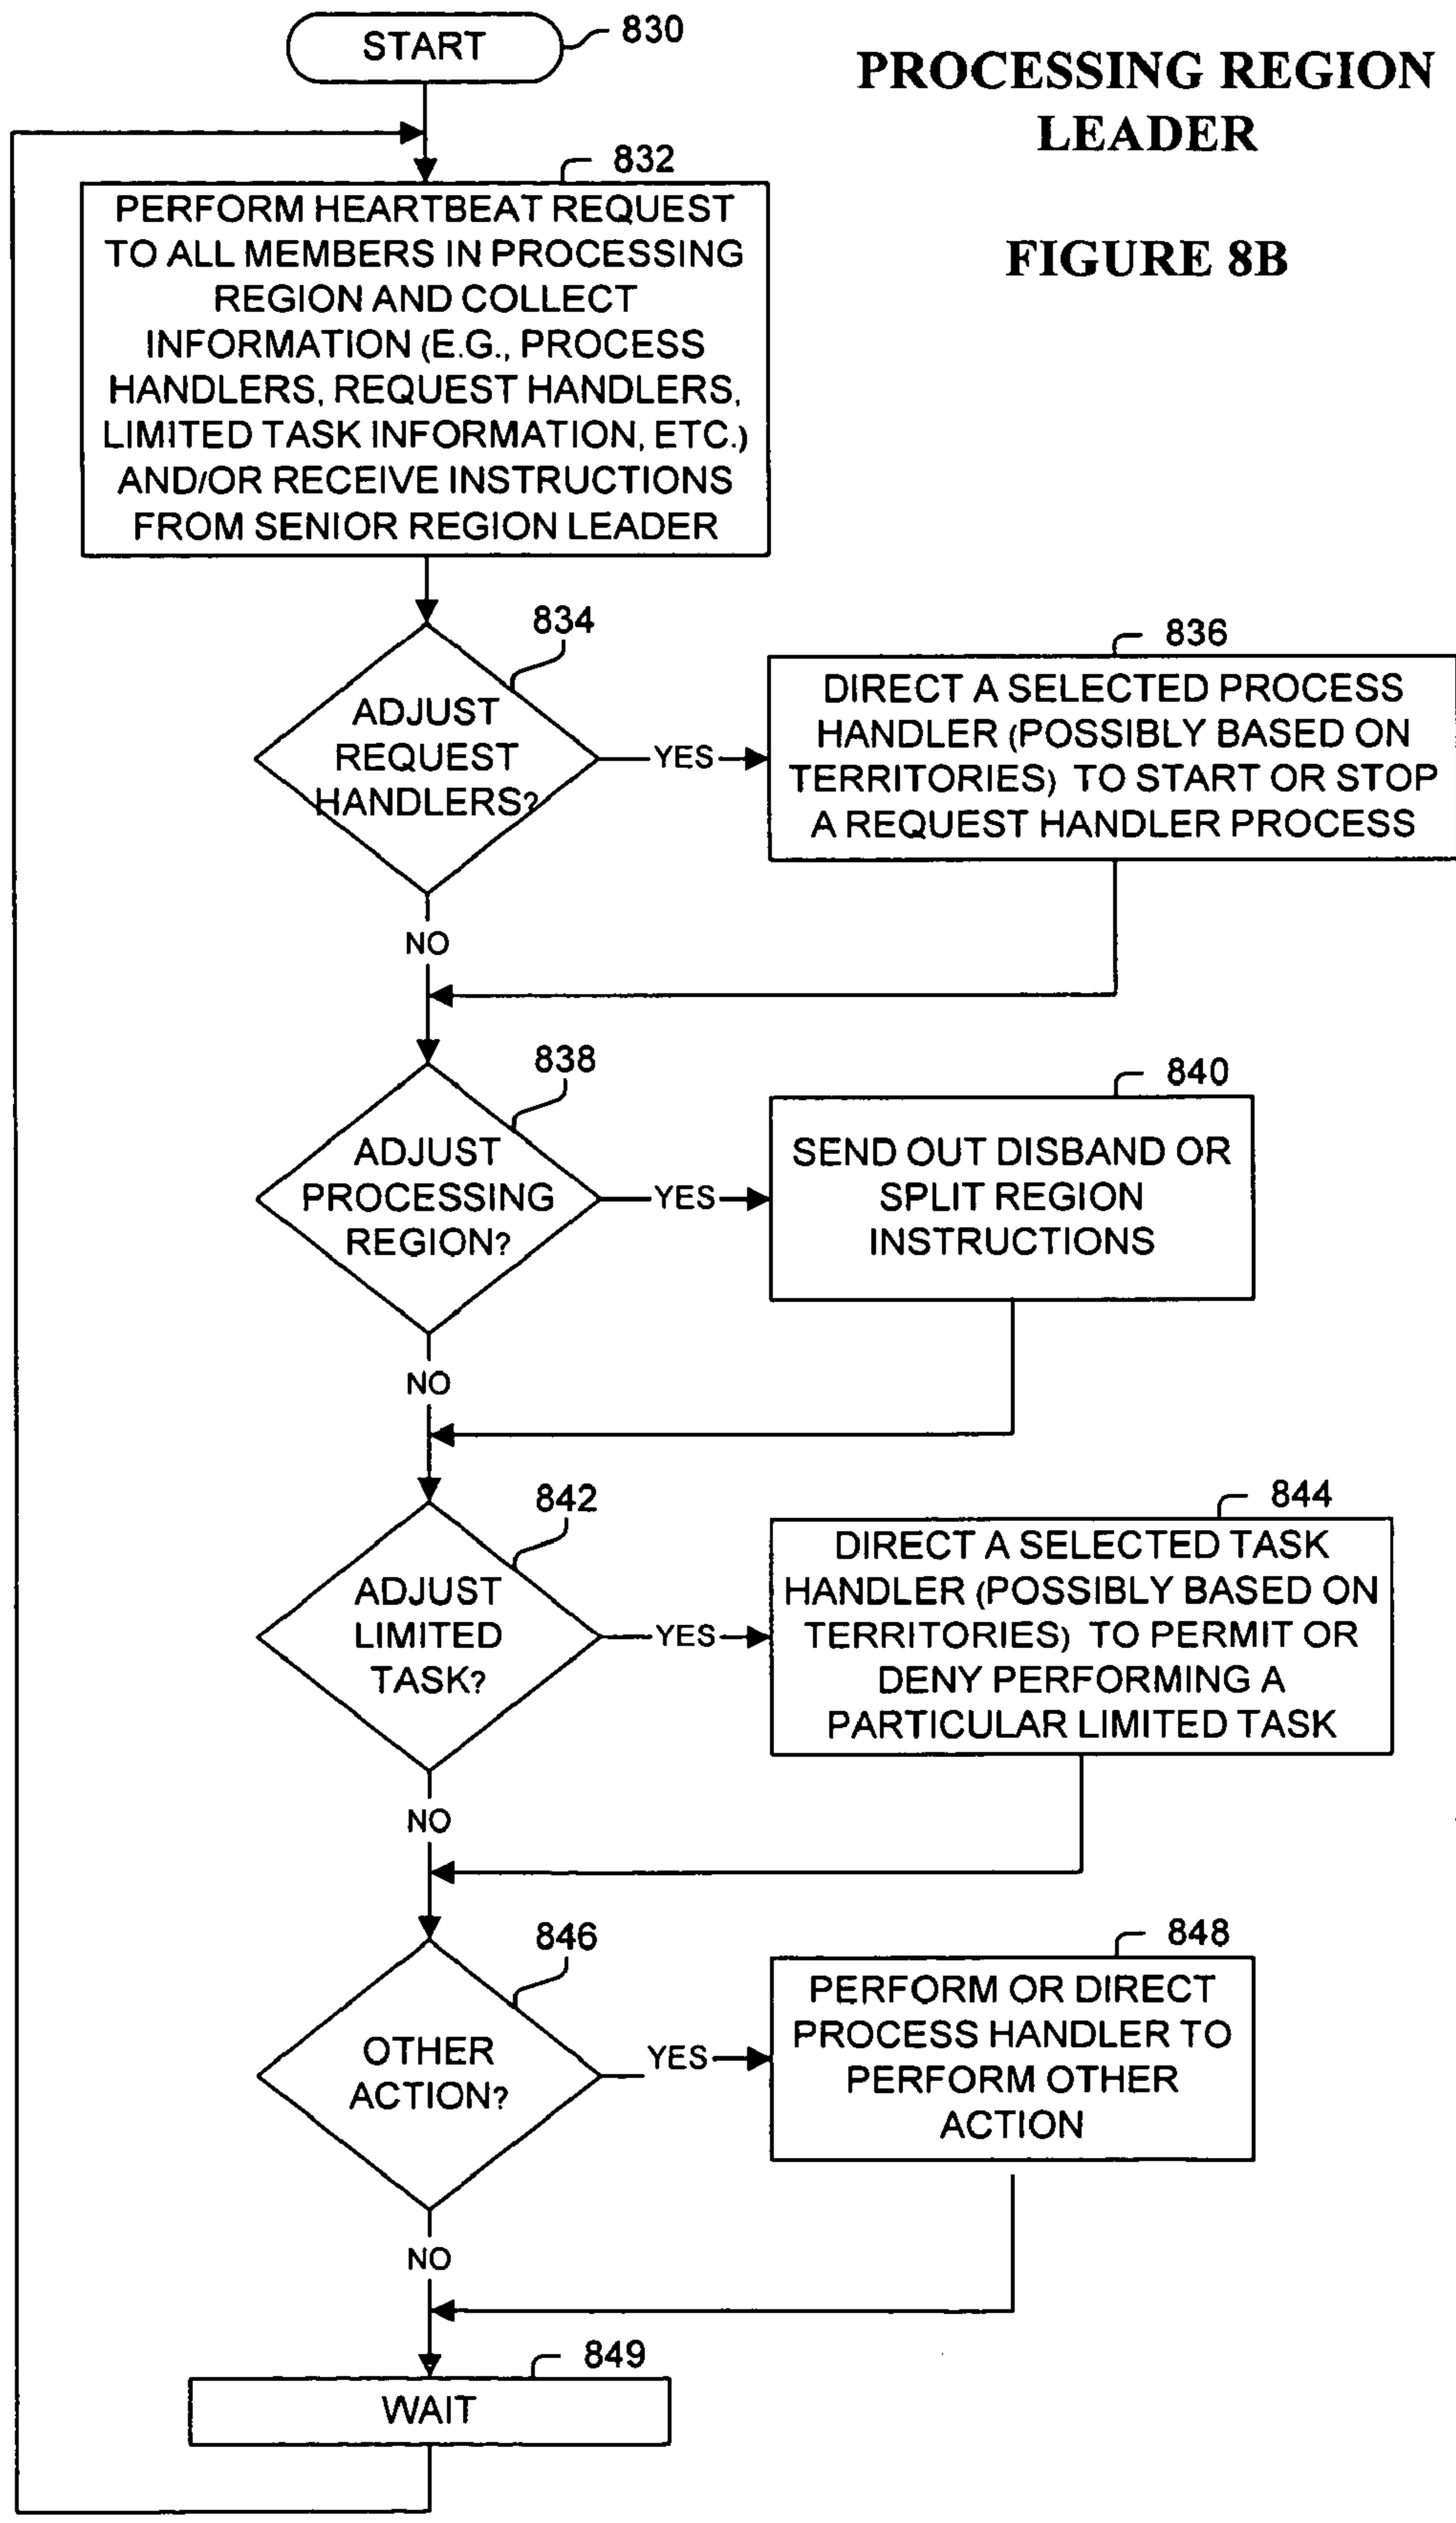 START
830
PROCESSING REGION
LEADER
FIGURE 8B
832
PERFORM HEARTBEAT REQUEST
TO ALL MEMBERS IN PROCESSING
REGION AND COLLECT
INFORMATION (E.G., PROCESS
HANDLERS, REQUEST HANDLERS,
LIMITED TASK INFORMATION, ETC.)
AND/OR RECEIVE INSTRUCTIONS
FROM SENIOR REGION LEADER
834
ADJUST
REQUEST
HANDLERS?
YES
836
DIRECT A SELECTED PROCESS
HANDLER (POSSIBLY BASED ON
TERRITORIES) TO START OR STOP
A REQUEST HANDLER PROCESS
NO
838
ADJUST
PROCESSING
REGION?
YES
840
SEND OUT DISBAND OR
SPLIT REGION
INSTRUCTIONS
NO
842
ADJUST
LIMITED
TASK?
YES
844
DIRECT A SELECTED TASK
HANDLER (POSSIBLY BASED ON
TERRITORIES) TO PERMIT OR
DENY PERFORMING A
PARTICULAR LIMITED TASK
NO
846
OTHER
ACTION?
YES
848
PERFORM OR DIRECT
PROCESS HANDLER TO
PERFORM OTHER
ACTION
NO
849
WAIT